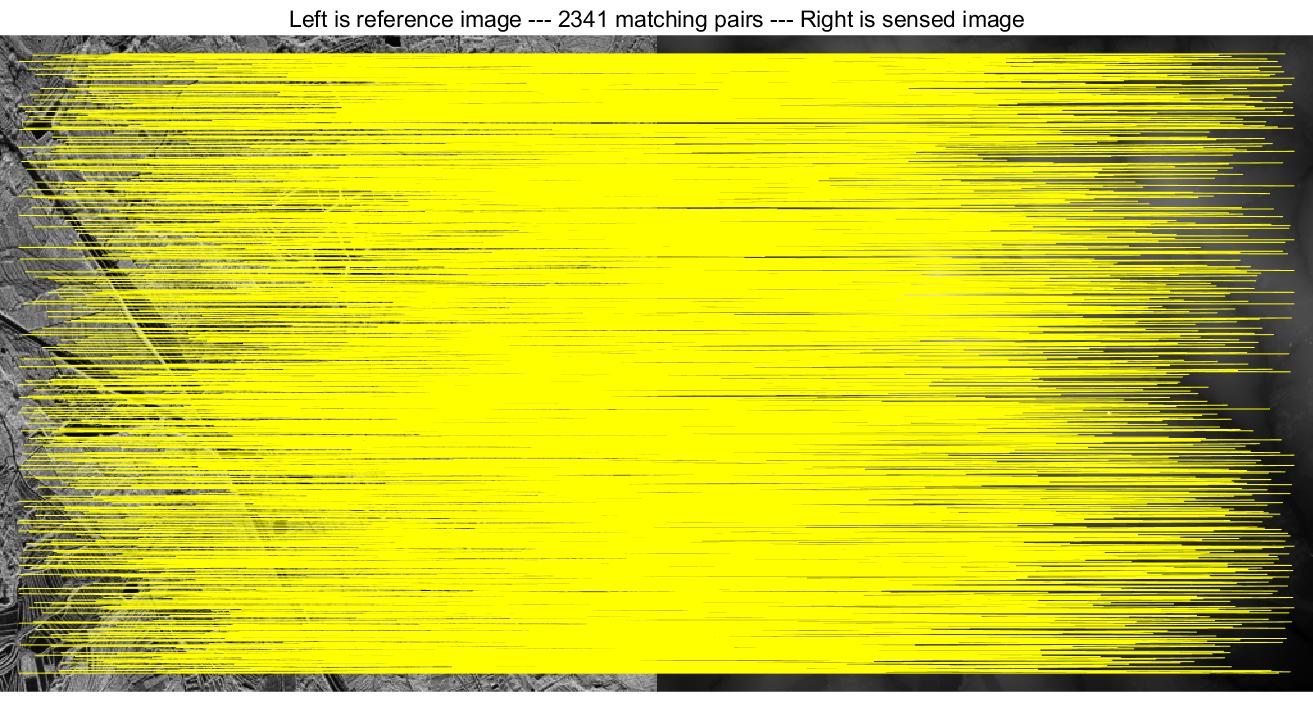 Left is reference image --- 2341 matching pairs --- Right is sensed image